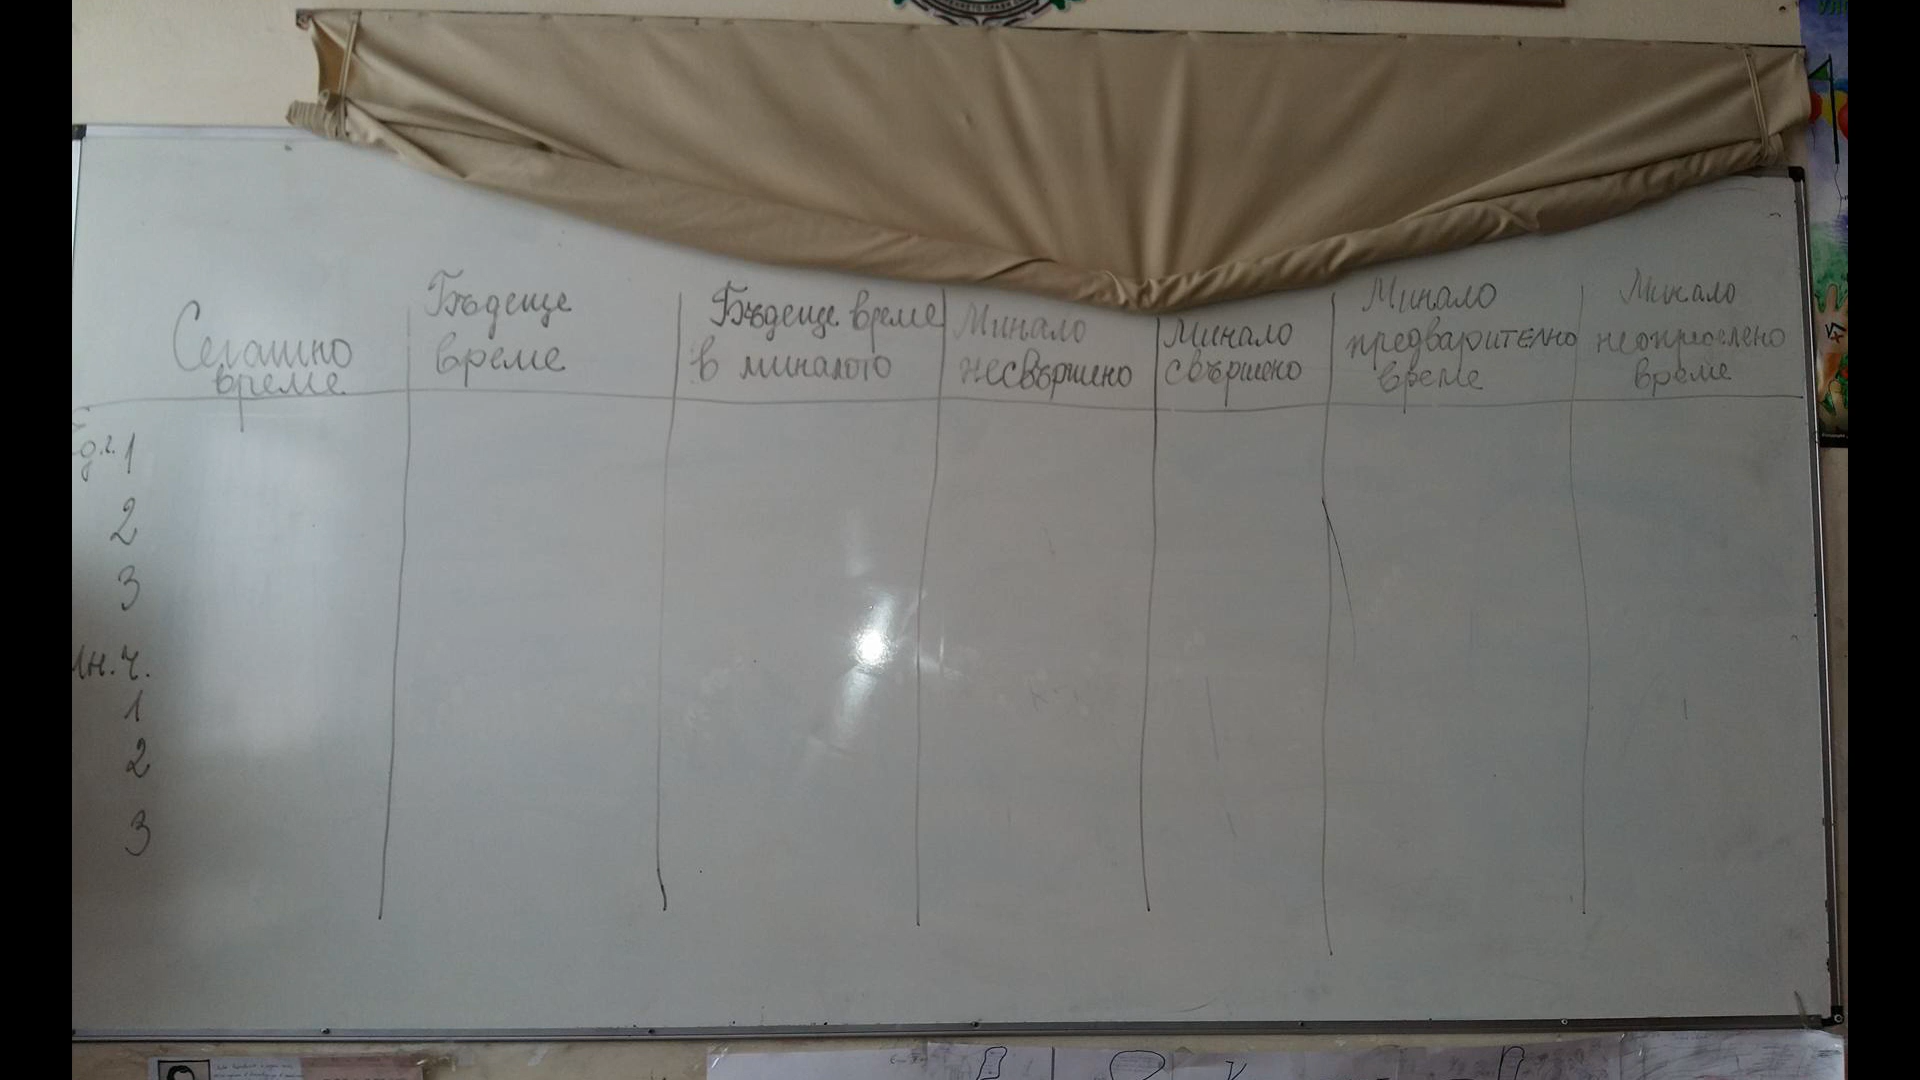 Сегашно
време
Бъдеще
време
Бъдеще време
в миналото
Минало
несвършено
Минало
свършено
Минало
предварително
време
Минало
неопределено
време
1
2
3
Мн. ч.
1
2
3